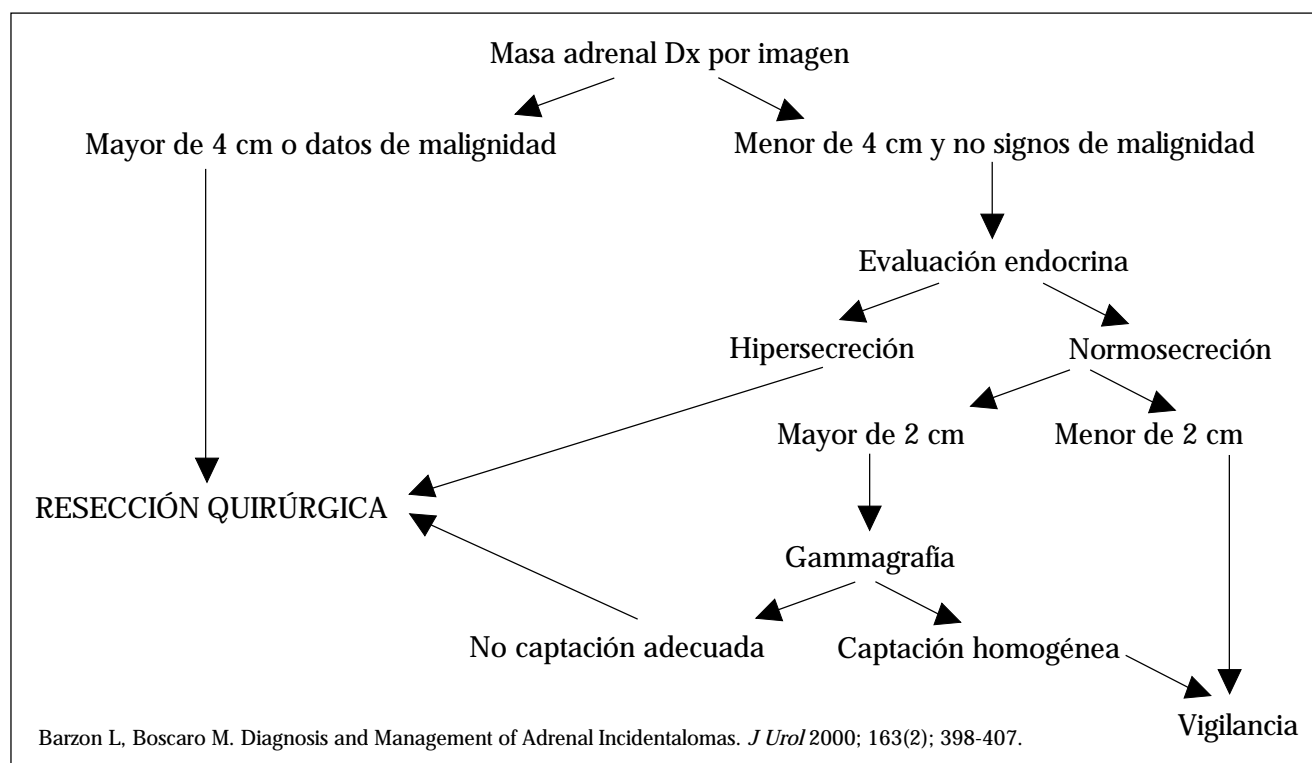 Masa adrenal Dx por imagen
Mayor de 4 cm o datos de malignidad
Menor de 4 cm y no signos de malignidad
Evaluación endocrina
Hipersecreción
Normosecreción
Mayor de 2 cm
Menor de 2 cm
RESECCIÓN QUIRÚRGICA
Gammagrafía
No captación adecuada
Captación homogénea
Vigilancia
Barzon L, Boscaro M. Diagnosis and Management of Adrenal Incidentalomas. J Urol 2000; 163(2); 398-407.